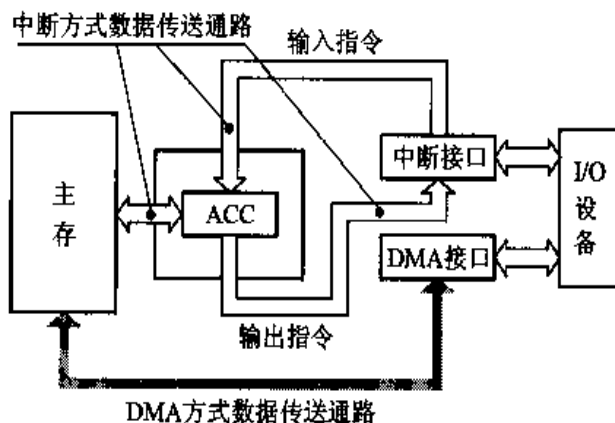 中断方式数据传送通路
输入指令
主存
ACC
中断接口
I/O设备
DMA接口
输出指令
DMA方式数据传送通路